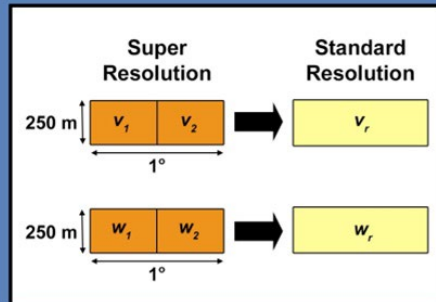 Super Resolution
Standard Resolution
250 m
v1 v2
vr
1°
250 m
w1 w2
wr
1°